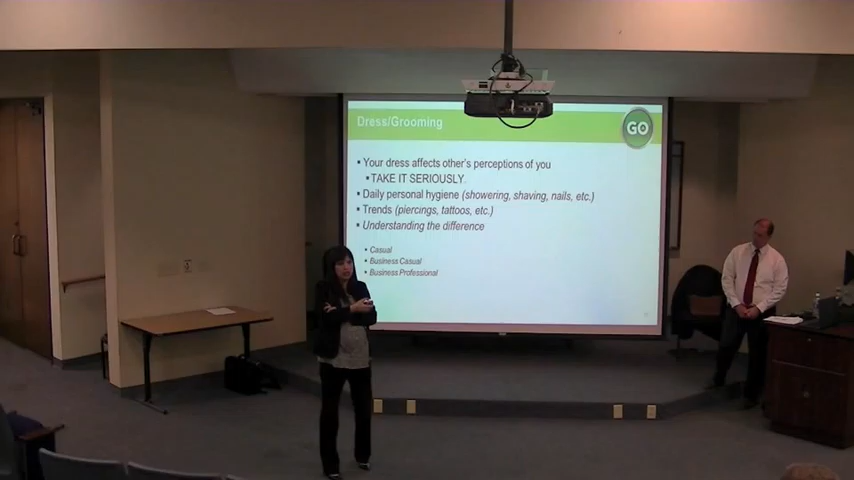 Dress/Grooming
GO
▪ Your dress affects other's perceptions of you
▪ TAKE IT SERIOUSLY.
▪ Daily personal hygiene (showering, shaving, nails, etc.)
▪ Trends (piercings, tattoos, etc.)
▪ Understanding the difference
▪ Casual
▪ Business Casual
▪ Business Professional